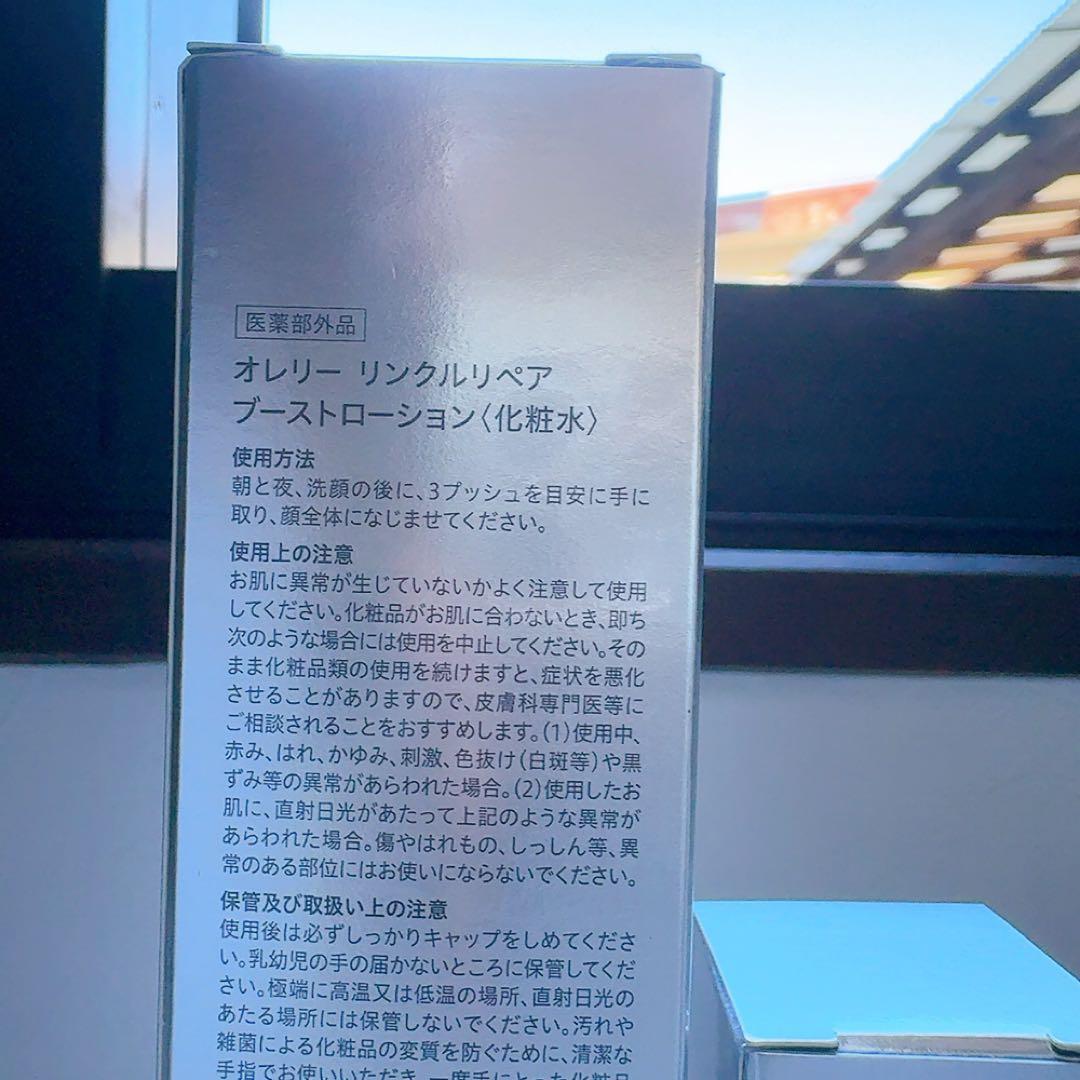 医薬部外品
オレリー リンクルリペア
ブーストローション〈化粧水〉
使用方法
朝と夜、洗顔の後に、3プッシュを目安に手に
取り、顔全体になじませてください。
使用上の注意
お肌に異常が生じていないかよく注意して使用
してください。化粧品がお肌に合わないとき、即ち
次のような場合には使用を中止してください。その
まま化粧品類の使用を続けますと、症状を悪化
させることがありますので、皮膚科専門医等に
ご相談されることをおすすめします。(1)使用中、
赤み、はれ、かゆみ、刺激、色抜け(白斑等)や黒
ずみ等の異常があらわれた場合。(2)使用したお
肌に、直射日光があたって上記のような異常が
あらわれた場合。傷やはれもの、しっしん等、異
常のある部位にはお使いにならないでください。
保管及び取扱い上の注意
使用後は必ずしっかりキャップをしめてくださ
い。乳幼児の手の届かないところに保管してくだ
さい。極端に高温又は低温の場所、直射日光の
あたる場所には保管しないでください。汚れや
雑菌による化粧品の変質を防ぐために、清潔な
手指でお使いいただき、一度手にとった化粧品